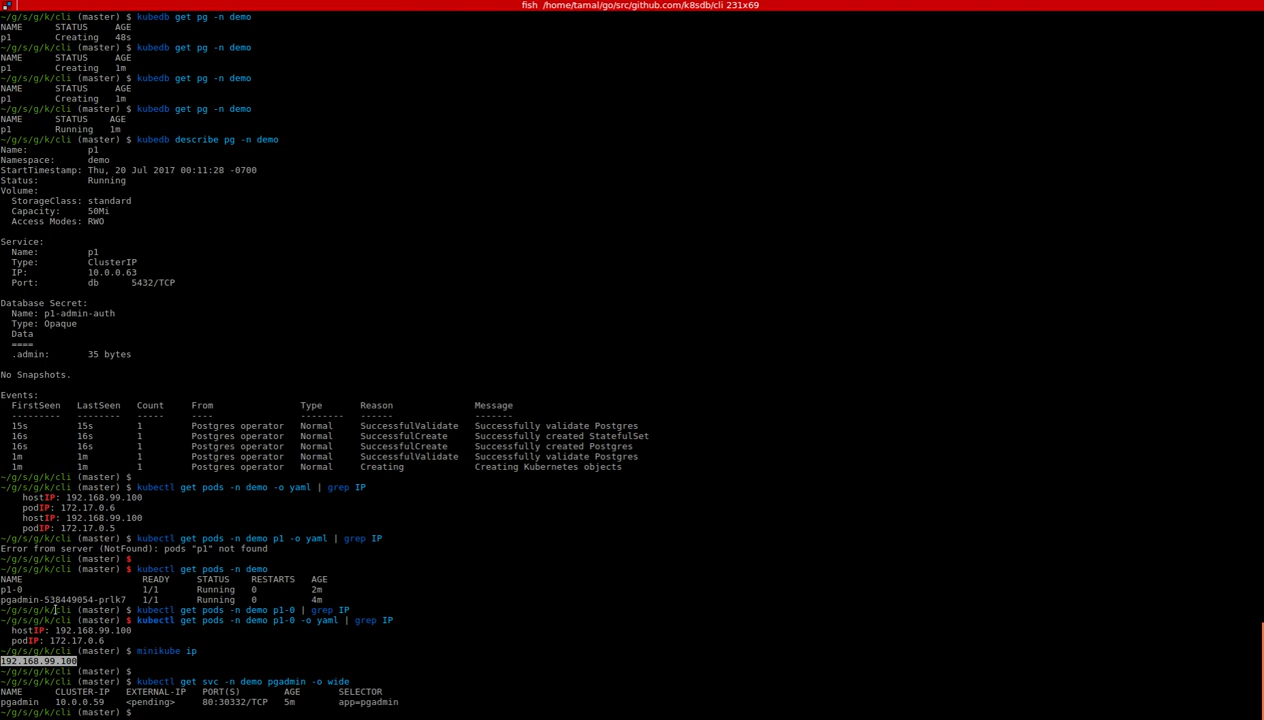 fish  /home/tamal/go/src/github.com/k8sdb/cli 231x69
~/g/s/g/k/cli (master) $ kubedb get pg -n demo
NAME      STATUS     AGE
p1        Creating   48s
~/g/s/g/k/cli (master) $ kubedb get pg -n demo
NAME      STATUS     AGE
p1        Creating   1m
~/g/s/g/k/cli (master) $ kubedb get pg -n demo
NAME      STATUS     AGE
p1        Creating   1m
~/g/s/g/k/cli (master) $ kubedb get pg -n demo
NAME      STATUS    AGE
p1        Running   1m
~/g/s/g/k/cli (master) $ kubedb describe pg -n demo
Name:           p1
Namespace:      demo
StartTimestamp: Thu, 20 Jul 2017 00:11:28 -0700
Status:         Running
Volume:
  StorageClass: standard
  Capacity:     50Mi
  Access Modes: RWO
Service:
  Name:         p1
  Type:         ClusterIP
  IP:           10.0.0.63
  Port:         db      5432/TCP
Database Secret:
  Name: p1-admin-auth
  Type: Opaque
  Data
  ====
  .admin:       35 bytes
No Snapshots.
Events:
  FirstSeen   LastSeen   Count     From                Type       Reason               Message
  ---------   --------   -----     ----                --------   ------               -------
  15s         15s        1         Postgres operator   Normal     SuccessfulValidate   Successfully validate Postgres
  16s         16s        1         Postgres operator   Normal     SuccessfulCreate     Successfully created StatefulSet
  16s         16s        1         Postgres operator   Normal     SuccessfulCreate     Successfully created Postgres
  1m          1m         1         Postgres operator   Normal     SuccessfulValidate   Successfully validate Postgres
  1m          1m         1         Postgres operator   Normal     Creating             Creating Kubernetes objects
~/g/s/g/k/cli (master) $
~/g/s/g/k/cli (master) $ kubectl get pods -n demo -o yaml | grep IP
    hostIP: 192.168.99.100
    podIP: 172.17.0.6
    hostIP: 192.168.99.100
    podIP: 172.17.0.5
~/g/s/g/k/cli (master) $ kubectl get pods -n demo p1 -o yaml | grep IP
Error from server (NotFound): pods "p1" not found
~/g/s/g/k/cli (master) $
~/g/s/g/k/cli (master) $ kubectl get pods -n demo
NAME                      READY     STATUS    RESTARTS   AGE
p1-0                      1/1       Running   0          2m
pgadmin-538449054-prlk7   1/1       Running   0          4m
~/g/s/g/k/cli (master) $ kubectl get pods -n demo p1-0 | grep IP
~/g/s/g/k/cli (master) $ kubectl get pods -n demo p1-0 -o yaml | grep IP
  hostIP: 192.168.99.100
  podIP: 172.17.0.6
~/g/s/g/k/cli (master) $ minikube ip
192.168.99.100
~/g/s/g/k/cli (master) $
~/g/s/g/k/cli (master) $ kubectl get svc -n demo pgadmin -o wide
NAME      CLUSTER-IP   EXTERNAL-IP   PORT(S)        AGE       SELECTOR
pgadmin   10.0.0.59    <pending>     80:30332/TCP   5m        app=pgadmin
~/g/s/g/k/cli (master) $